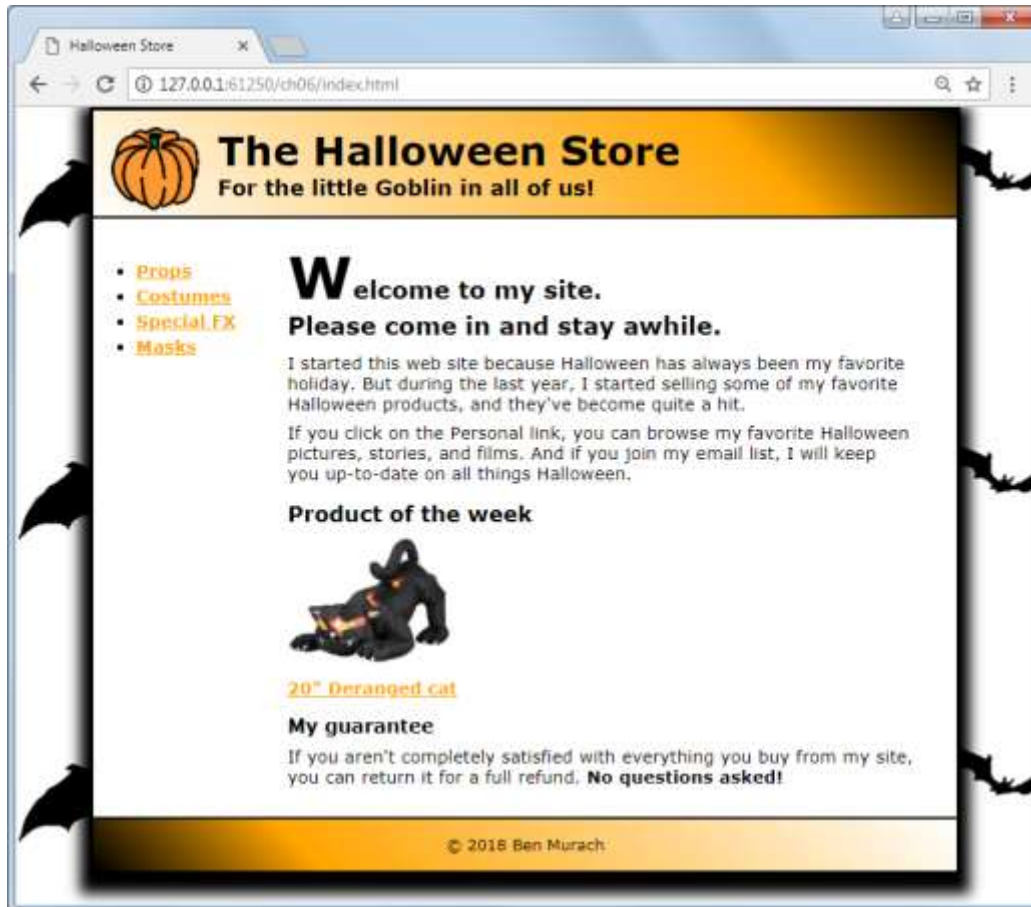 Halloween Store
127.0.0.1:61250/ch06/index.html
The Halloween Store
For the little Goblin in all of us!
Props
Costumes
Special FX
Masks
Welcome to my site.
Please come in and stay awhile.
I started this web site because Halloween has always been my favorite
holiday. But during the last year, I started selling some of my favorite
Halloween products, and they've become quite a hit.
If you click on the Personal link, you can browse my favorite Halloween
pictures, stories, and films. And if you join my email list, I will keep
you up-to-date on all things Halloween.
Product of the week
20" Deranged cat
My guarantee
If you aren't completely satisfied with everything you buy from my site,
you can return it for a full refund. No questions asked!
© 2018 Ben Murach